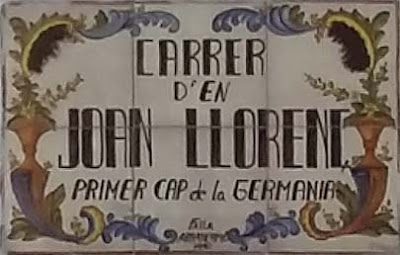 CARRER
D'EN
JOAN LLORENÇ
PRIMER CAP de la GERMANIA